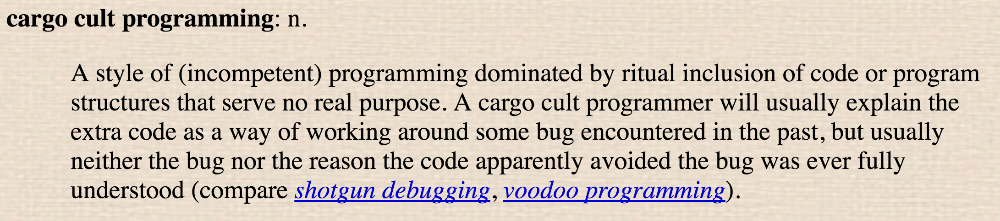 cargo cult programming: n.
A style of (incompetent) programming dominated by ritual inclusion of code or program
structures that serve no real purpose. A cargo cult programmer will usually explain the
extra code as a way of working around some bug encountered in the past, but usually
neither the bug nor the reason the code apparently avoided the bug was ever fully
understood (compare shotgun debugging, voodoo programming).